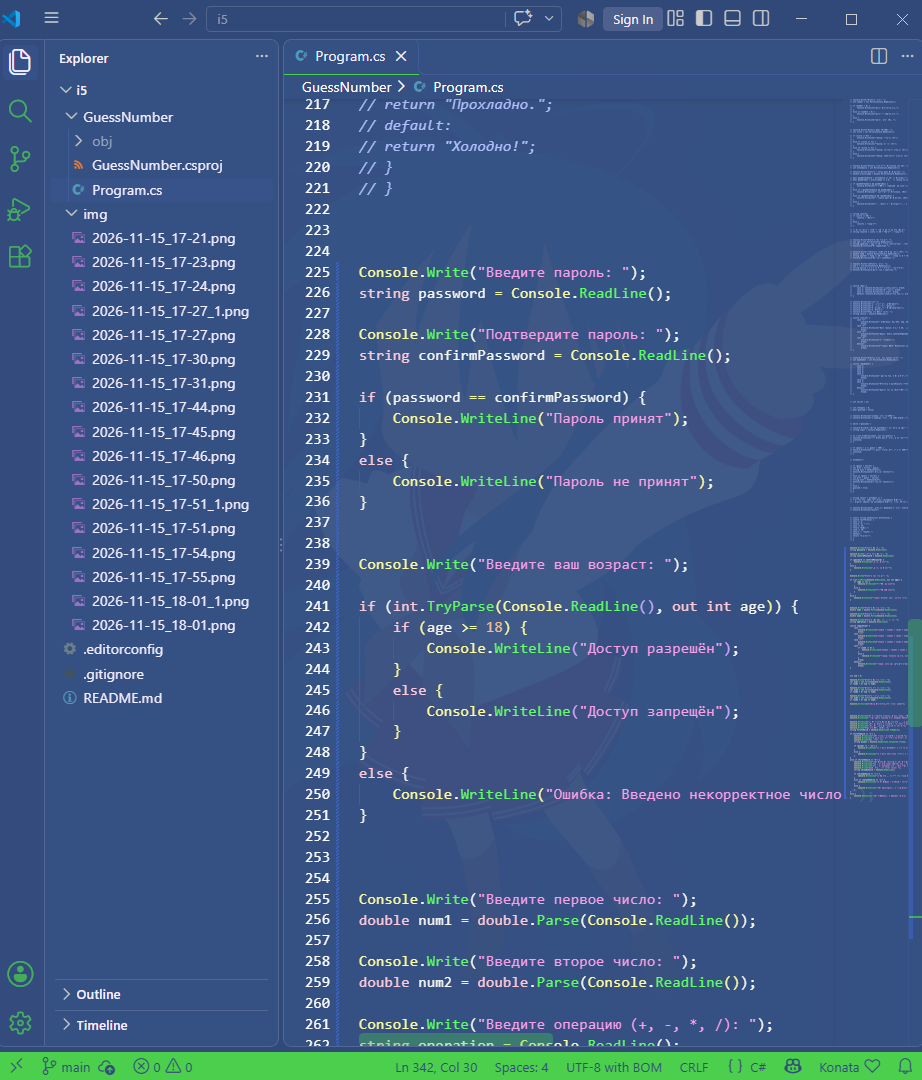 i5
Sign In
Explorer
i5
GuessNumber
obj
GuessNumber.csproj
Program.cs
img
2026-11-15_17-21.png
2026-11-15_17-23.png
2026-11-15_17-24.png
2026-11-15_17-27_1.png
2026-11-15_17-27.png
2026-11-15_17-30.png
2026-11-15_17-31.png
2026-11-15_17-44.png
2026-11-15_17-45.png
2026-11-15_17-46.png
2026-11-15_17-50.png
2026-11-15_17-51_1.png
2026-11-15_17-51.png
2026-11-15_17-54.png
2026-11-15_17-55.png
2026-11-15_18-01_1.png
2026-11-15_18-01.png
.editorconfig
.gitignore
README.md
Outline
Timeline
Program.cs
GuessNumber > Program.cs
217 // return "Прохладно.";
218 // default:
219 // return "Холодно!";
220 // }
221 // }
222
223
224
225 Console.Write("Введите пароль: ");
226 string password = Console.ReadLine();
227
228 Console.Write("Подтвердите пароль: ");
229 string confirmPassword = Console.ReadLine();
230
231 if (password == confirmPassword) {
232 Console.WriteLine("Пароль принят");
233 }
234 else {
235 Console.WriteLine("Пароль не принят");
236 }
237
238
239 Console.Write("Введите ваш возраст: ");
240
241 if (int.TryParse(Console.ReadLine(), out int age)) {
242 if (age >= 18) {
243 Console.WriteLine("Доступ разрешён");
244 }
245 else {
246 Console.WriteLine("Доступ запрещён");
247 }
248 }
249 else {
250 Console.WriteLine("Ошибка: Введено некорректное число
251 }
252
253
254
255 Console.Write("Введите первое число: ");
256 double num1 = double.Parse(Console.ReadLine());
257
258 Console.Write("Введите второе число: ");
259 double num2 = double.Parse(Console.ReadLine());
260
261 Console.Write("Введите операцию (+, -, *, /): ");
262 string operation = Console.ReadLine();
main 0 0 Ln 342, Col 30 Spaces: 4 UTF-8 with BOM CRLF {} C# Konata